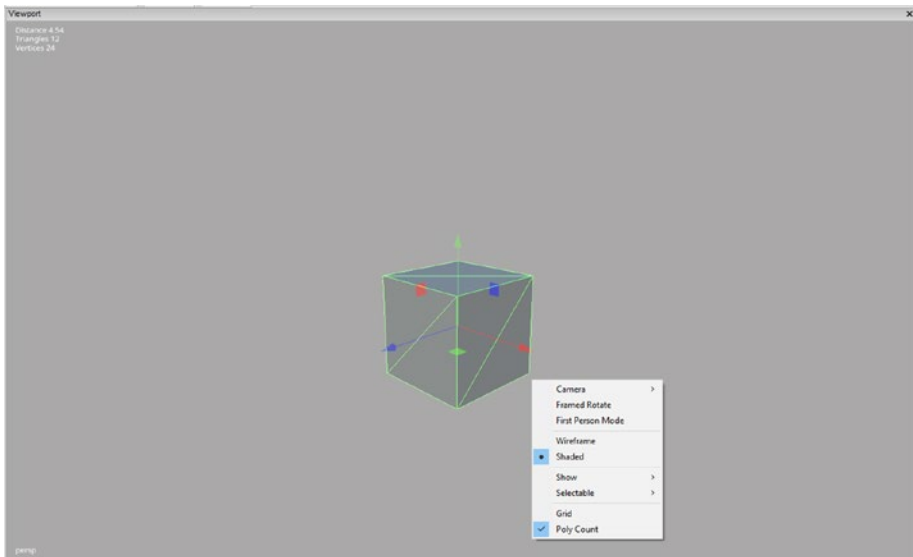 Viewport
Distance 4.54
Triangles 12
Vertices 24
Camera
Framed Rotate
First Person Mode
Wireframe
Shaded
Show
Selectable
Grid
Poly Count
persp